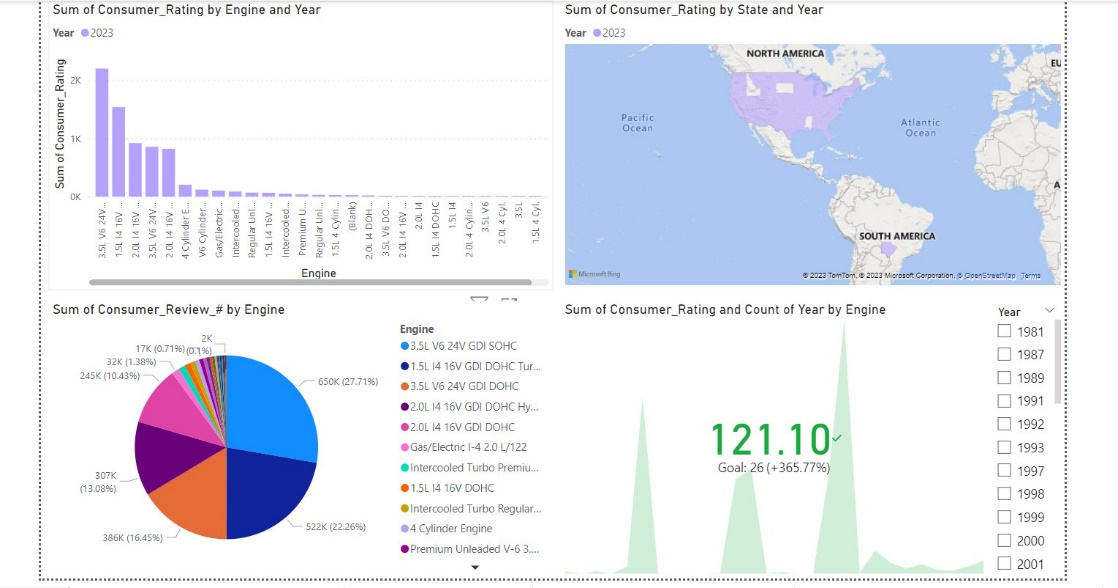 Sum of Consumer_Rating by Engine and Year
Year 2023
Sum of Consumer_Rating
2K
1K
0K
3.5L V6 24V ...
1.5L I4 16V ...
2.0L I4 16V ...
3.5L V6 24V...
2.0L I4 16V ...
4 Cylinder E...
V6 Cylinder...
Gas/Electric...
Intercooled...
Regular Unl...
1.5L I4 16V ...
Intercooled...
Premium U...
Regular Unl...
1.5L 4 Cylin...
(Blank)
2.0L I4 DOH...
3.5L V6 DO...
2.0L I4 16V...
2.0L I4
1.5L I4 DOHC
1.5L I4
2.0L 4 Cylin...
3.5L V6
2.0L 4 Cyl.
3.5L
1.5L 4 Cyl.
Engine
Sum of Consumer_Rating by State and Year
Year 2023
NORTH AMERICA
EU
Pacific
Ocean
Atlantic
Ocean
A
SOUTH AMERICA
Microsoft Bing
© 2023 TomTom, © 2023 Microsoft Corporation, © OpenStreetMap Terms
Sum of Consumer_Review_# by Engine
2K
(0.1%)
17K (0.71%)
32K (1.38%)
245K (10.43%)
307K
(13.08%)
386K (16.45%)
522K (22.26%)
650K (27.71%)
Engine
3.5L V6 24V GDI SOHC
1.5L I4 16V GDI DOHC Tur...
3.5L V6 24V GDI DOHC
2.0L I4 16V GDI DOHC Hy...
2.0L I4 16V GDI DOHC
Gas/Electric I-4 2.0 L/122
Intercooled Turbo Premiu...
1.5L I4 16V DOHC
Intercooled Turbo Regular...
4 Cylinder Engine
Premium Unleaded V-6 3....
Sum of Consumer_Rating and Count of Year by Engine
121.10
Goal: 26 (+365.77%)
Year
1981
1987
1989
1991
1992
1993
1997
1998
1999
2000
2001